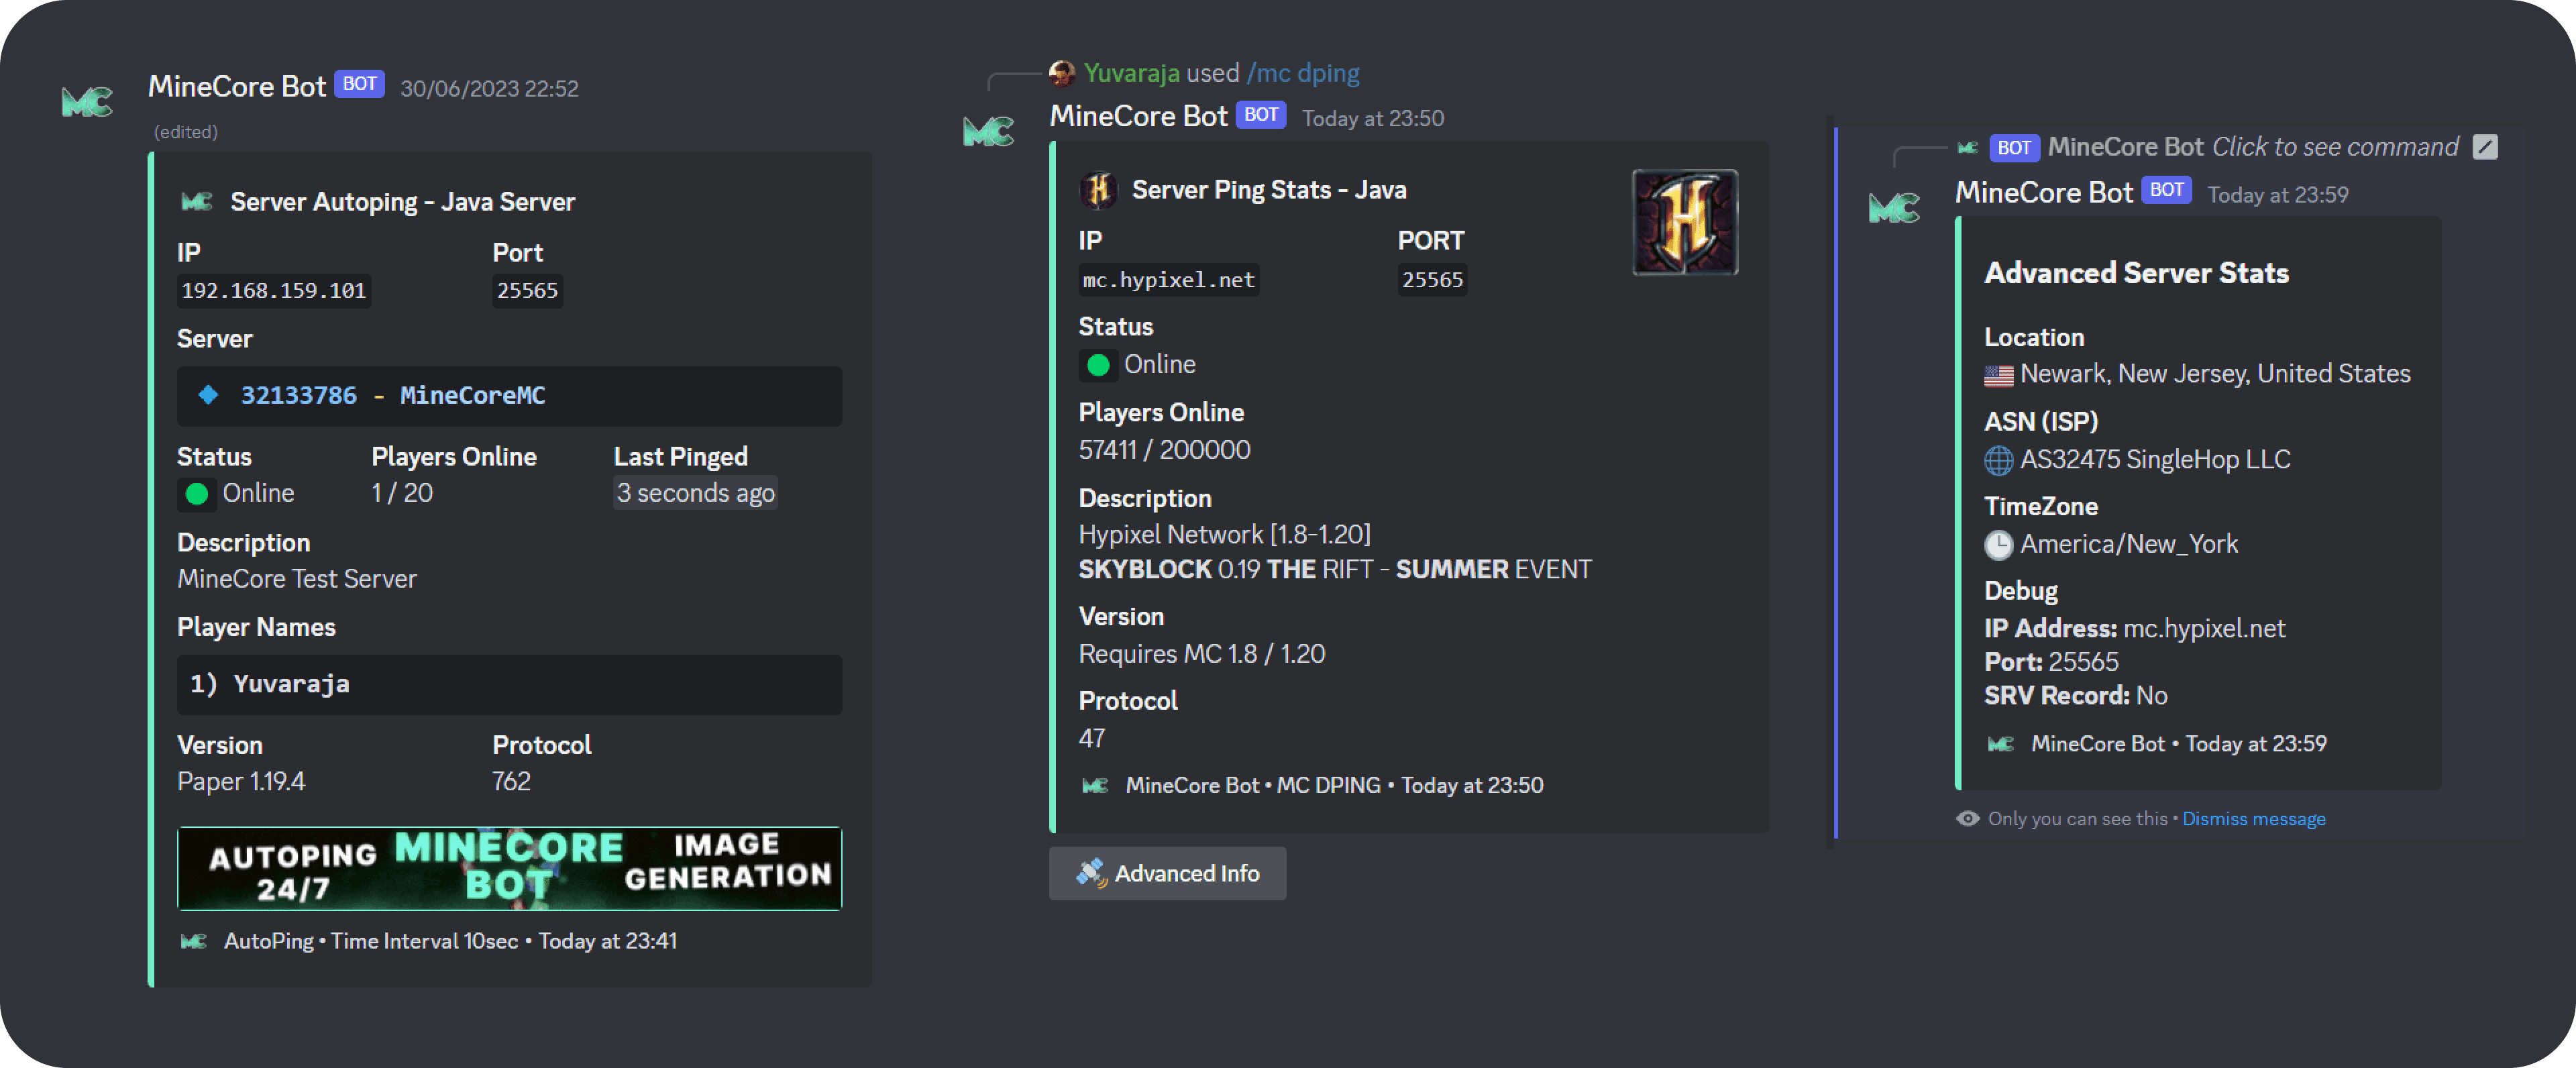 MineCore Bot BOT 30/06/2023 22:52
(edited)
MC Server Autoping - Java Server
IP Port
192.168.159.101 25565
Server
32133786 - MineCoreMC
Status Players Online Last Pinged
Online 1 / 20 3 seconds ago
Description
MineCore Test Server
Player Names
1) Yuvaraja
Version Protocol
Paper 1.19.4 762
AUTOPING 24/7
MINECORE BOT
IMAGE GENERATION
MC AutoPing • Time Interval 10sec • Today at 23:41
Yuvaraja used /mc dping
MC MineCore Bot BOT Today at 23:50
H Server Ping Stats - Java
IP PORT
mc.hypixel.net 25565
Status
Online
Players Online
57411 / 200000
Description
Hypixel Network [1.8-1.20]
SKYBLOCK 0.19 THE RIFT - SUMMER EVENT
Version
Requires MC 1.8 / 1.20
Protocol
47
MC MineCore Bot • MC DPING • Today at 23:50
Advanced Info
MC BOT MineCore Bot Click to see command
MC MineCore Bot BOT Today at 23:59
Advanced Server Stats
Location
Newark, New Jersey, United States
ASN (ISP)
AS32475 SingleHop LLC
TimeZone
America/New_York
Debug
IP Address: mc.hypixel.net
Port: 25565
SRV Record: No
MC MineCore Bot • Today at 23:59
Only you can see this • Dismiss message